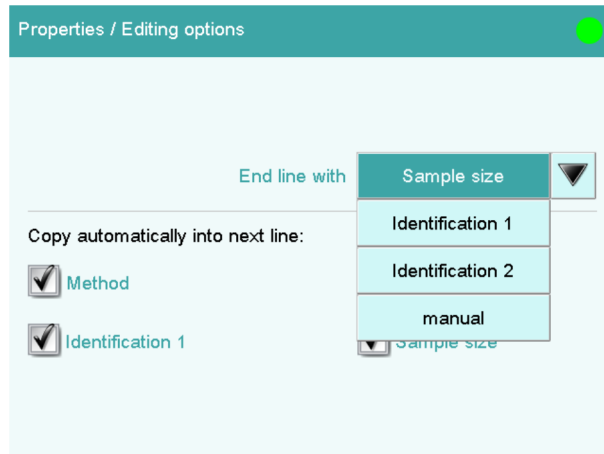 Properties / Editing options
End line with
Sample size
Identification 1
Identification 2
manual
Copy automatically into next line:
Method
Identification 1
Sample size